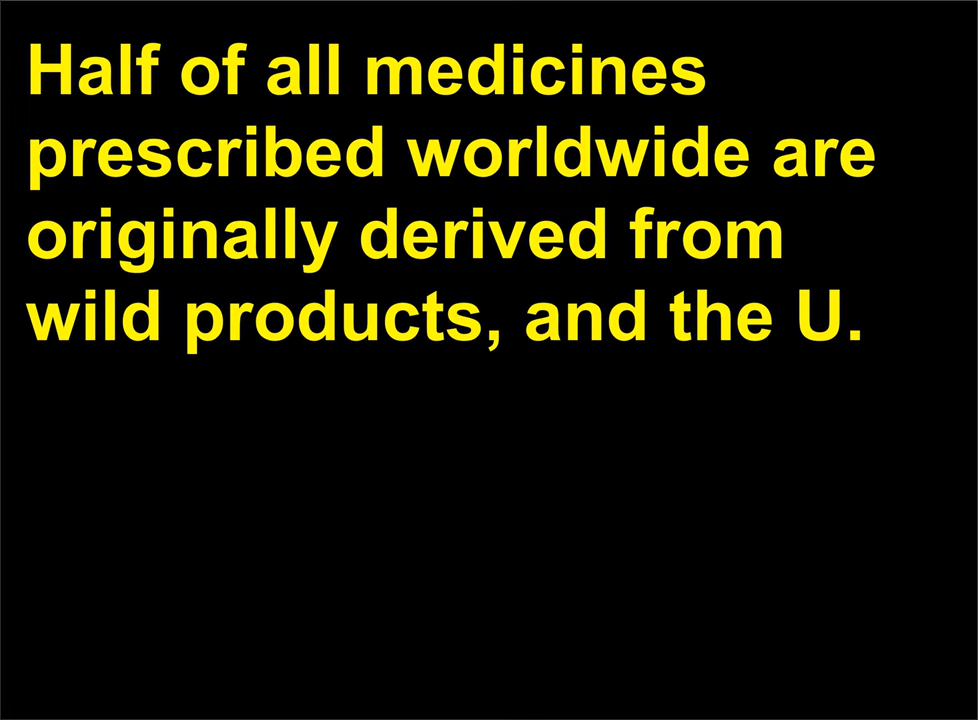 Half of all medicines
prescribed worldwide are
originally derived from
wild products, and the U.